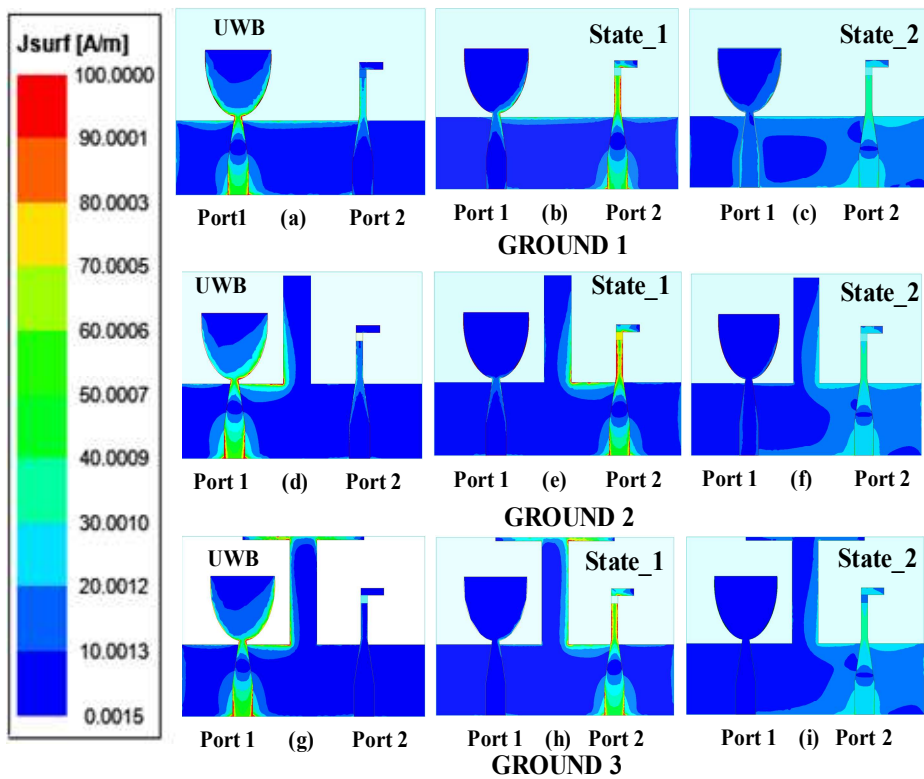 Jsurf [A/m]
100.0000
90.0001
80.0003
70.0005
60.0006
50.0007
40.0009
30.0010
20.0012
10.0013
0.0015
UWB
State_1
State_2
Port1 (a) Port 2
Port 1 (b) Port 2
Port 1 (c) Port 2
GROUND 1
UWB
State_1
State_2
Port 1 (d) Port 2
Port 1 (e) Port 2
Port 1 (f) Port 2
GROUND 2
UWB
State_1
State_2
Port 1 (g) Port 2
Port 1 (h) Port 2
Port 1 (i) Port 2
GROUND 3